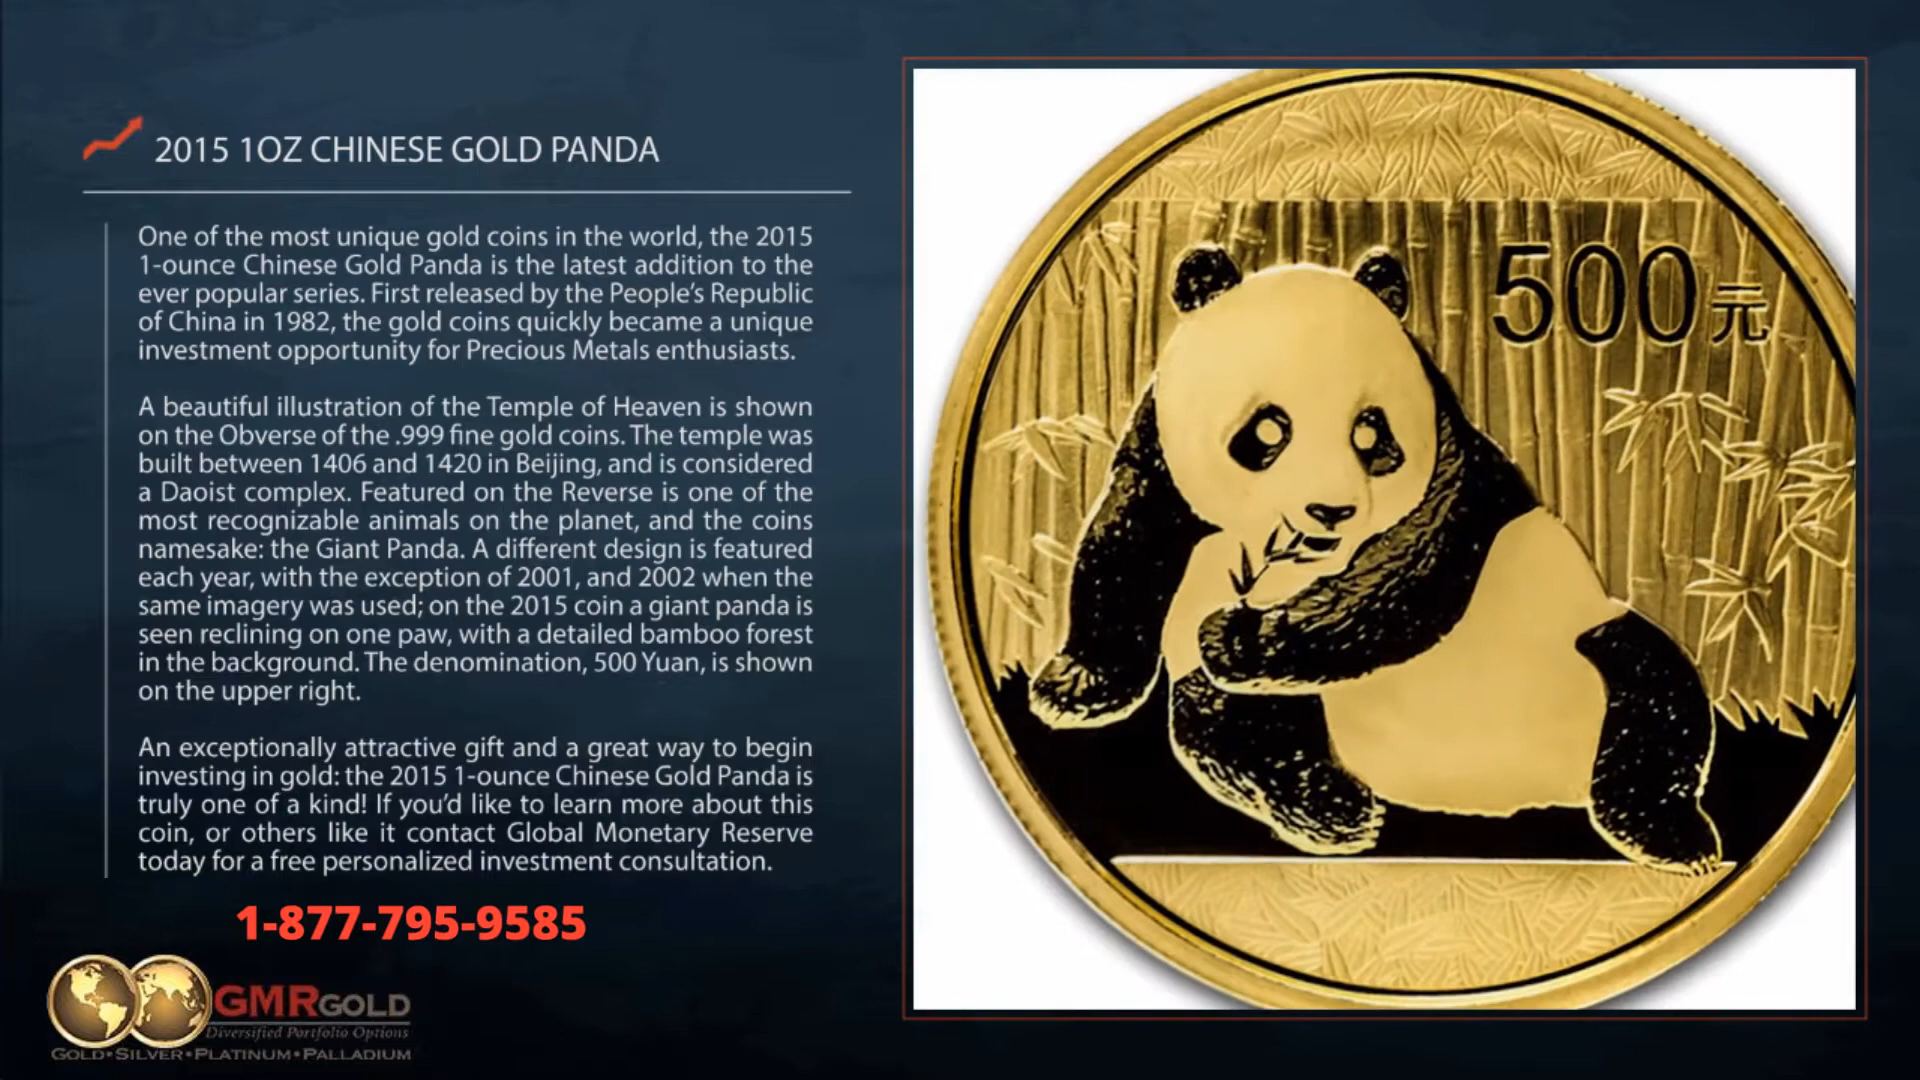 2015 1OZ CHINESE GOLD PANDA
One of the most unique gold coins in the world, the 2015
1-ounce Chinese Gold Panda is the latest addition to the
ever popular series. First released by the People's Republic
of China in 1982, the gold coins quickly became a unique
investment opportunity for Precious Metals enthusiasts.
A beautiful illustration of the Temple of Heaven is shown
on the Obverse of the .999 fine gold coins. The temple was
built between 1406 and 1420 in Beijing, and is considered
a Daoist complex. Featured on the Reverse is one of the
most recognizable animals on the planet, and the coins
namesake: the Giant Panda. A different design is featured
each year, with the exception of 2001, and 2002 when the
same imagery was used; on the 2015 coin a giant panda is
seen reclining on one paw, with a detailed bamboo forest
in the background. The denomination, 500 Yuan, is shown
on the upper right.
An exceptionally attractive gift and a great way to begin
investing in gold: the 2015 1-ounce Chinese Gold Panda is
truly one of a kind! If you'd like to learn more about this
coin, or others like it contact Global Monetary Reserve
today for a free personalized investment consultation.
1-877-795-9585
GMRGOLD
Diversified Portfolio Options
GOLD•SILVER•PLATINUM•PALLADIUM
500元